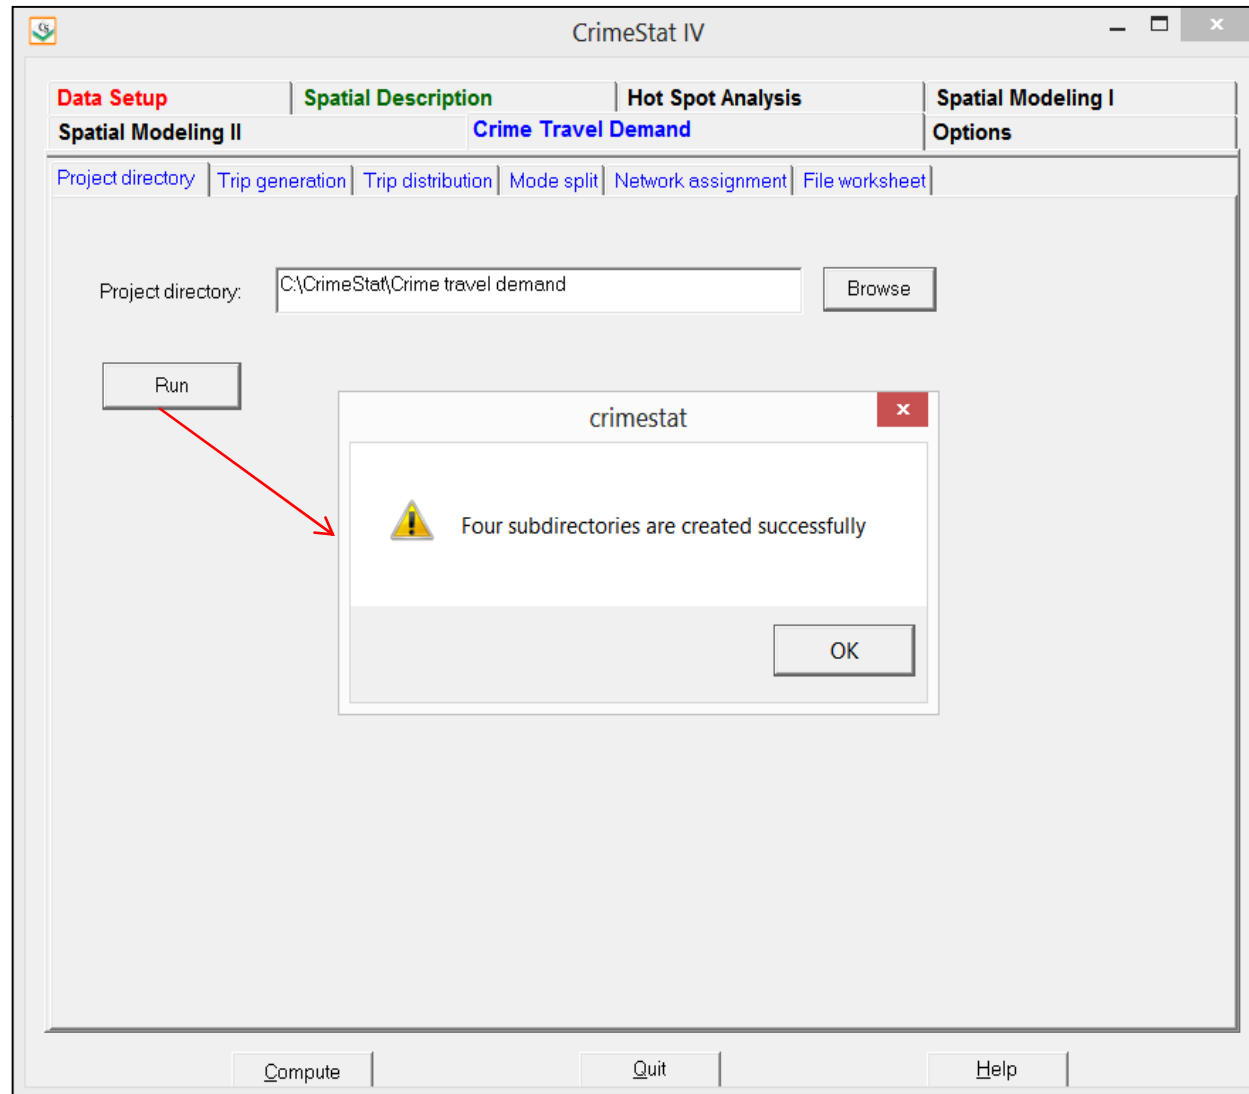 CrimeStat IV
Data Setup Spatial Description Hot Spot Analysis Spatial Modeling I
Spatial Modeling II Crime Travel Demand Options
Project directory Trip generation Trip distribution Mode split Network assignment File worksheet
Project directory: C:\CrimeStat\Crime travel demand Browse
Run
crimestat
Four subdirectories are created successfully
OK
Compute Quit Help